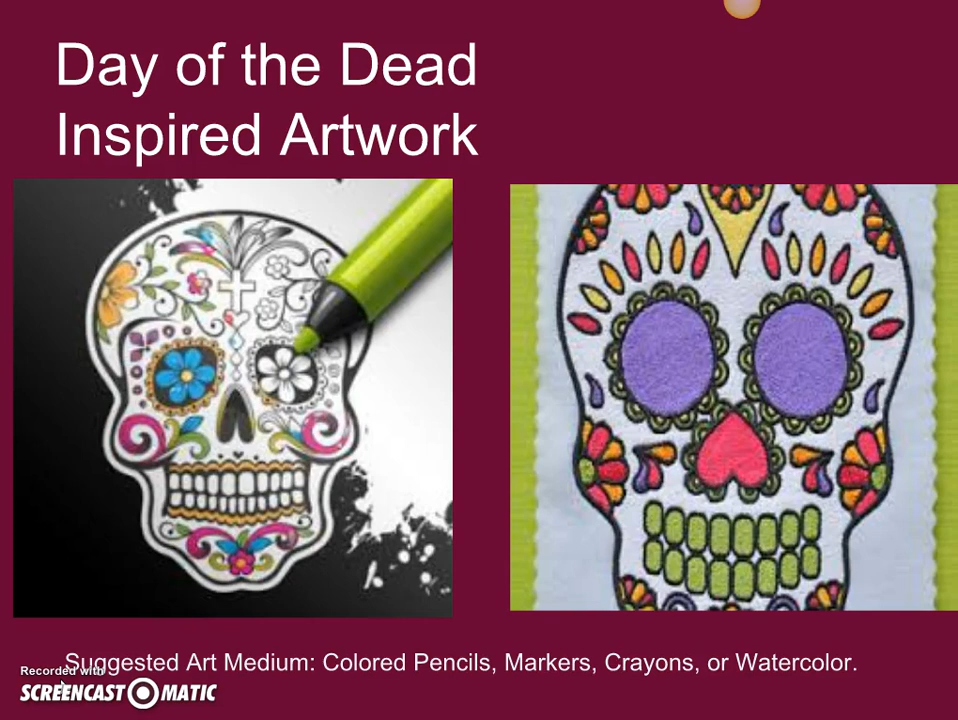 Day of the Dead
Inspired Artwork
Suggested Art Medium: Colored Pencils, Markers, Crayons, or Watercolor.
Recorded with
SCREENCAST-O-MATIC